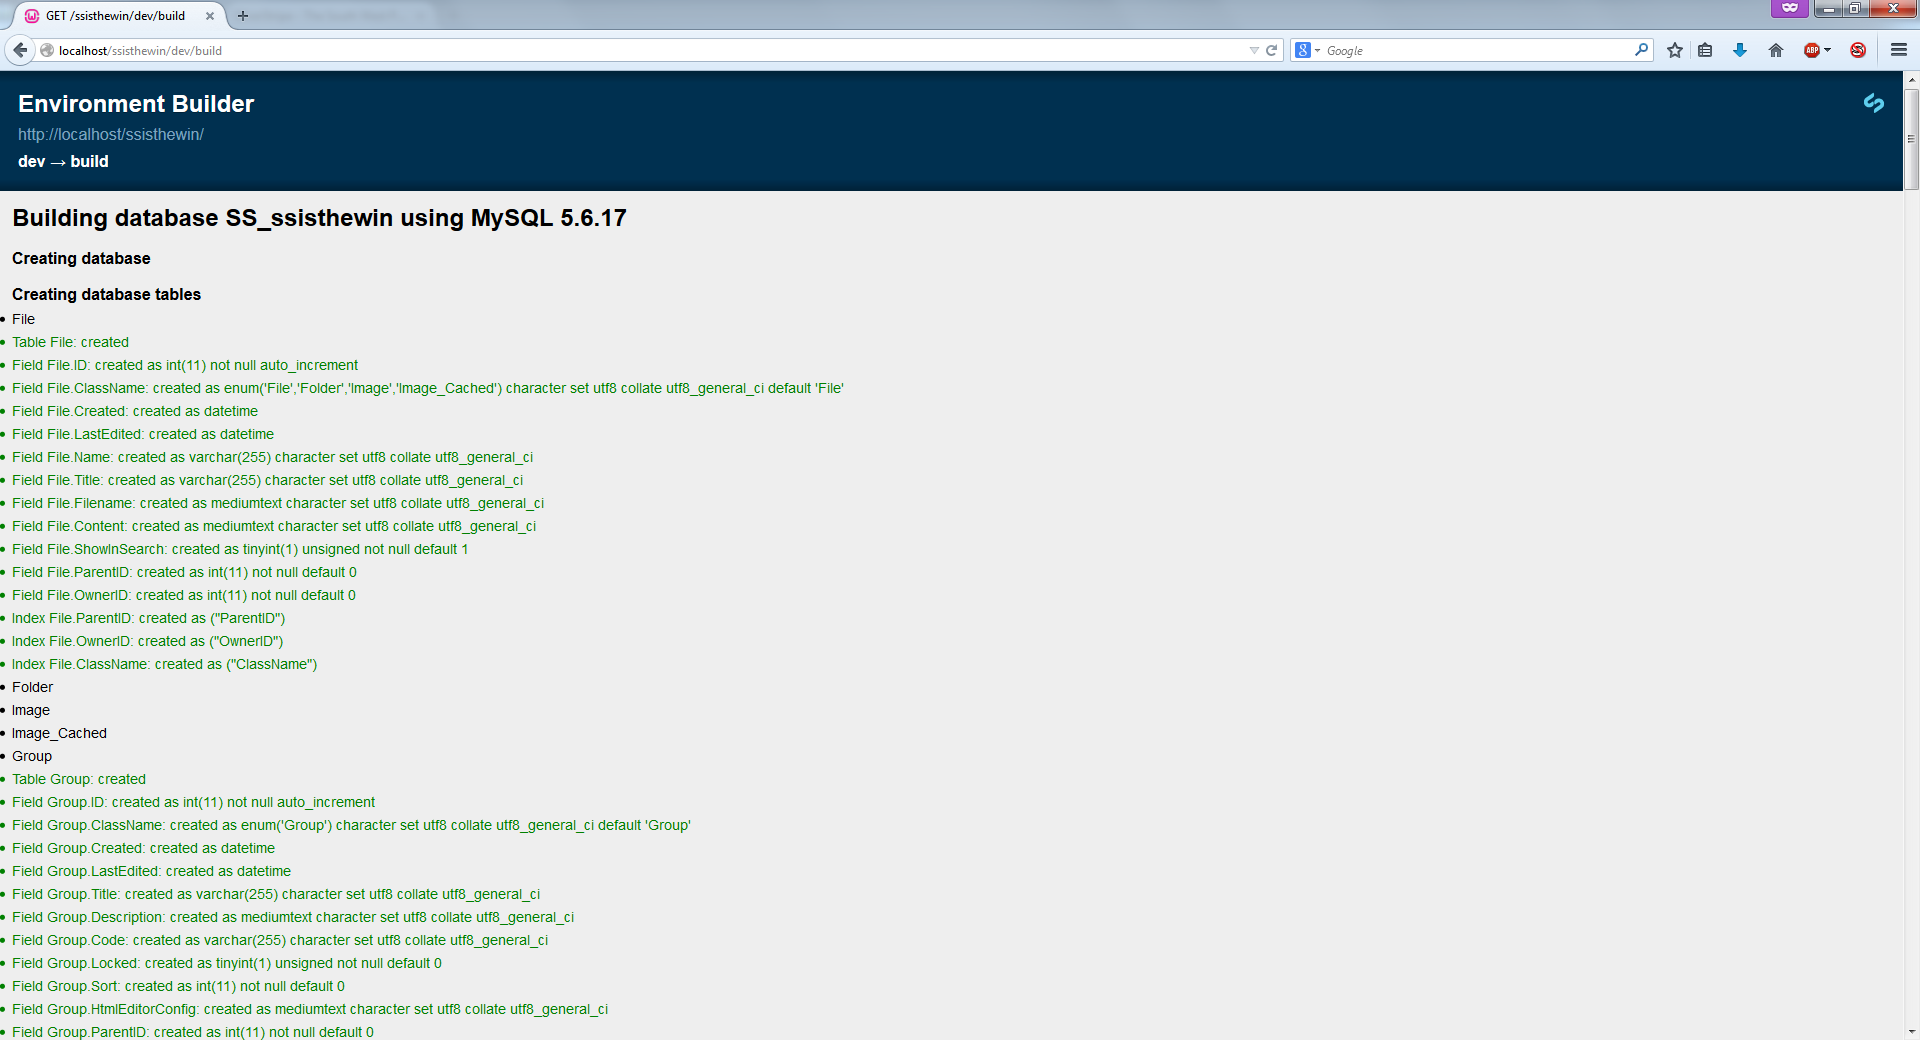 GET /ssisthewin/dev/build
localhost/ssisthewin/dev/build
Google
ABP
Environment Builder
http://localhost/ssisthewin/
dev → build
Building database SS_ssisthewin using MySQL 5.6.17
Creating database
Creating database tables
• File
• Table File: created
• Field File.ID: created as int(11) not null auto_increment
• Field File.ClassName: created as enum('File','Folder','Image','Image_Cached') character set utf8 collate utf8_general_ci default 'File'
• Field File.Created: created as datetime
• Field File.LastEdited: created as datetime
• Field File.Name: created as varchar(255) character set utf8 collate utf8_general_ci
• Field File.Title: created as varchar(255) character set utf8 collate utf8_general_ci
• Field File.Filename: created as mediumtext character set utf8 collate utf8_general_ci
• Field File.Content: created as mediumtext character set utf8 collate utf8_general_ci
• Field File.ShowInSearch: created as tinyint(1) unsigned not null default 1
• Field File.ParentID: created as int(11) not null default 0
• Field File.OwnerID: created as int(11) not null default 0
• Index File.ParentID: created as ("ParentID")
• Index File.OwnerID: created as ("OwnerID")
• Index File.ClassName: created as ("ClassName")
• Folder
• Image
• Image_Cached
• Group
• Table Group: created
• Field Group.ID: created as int(11) not null auto_increment
• Field Group.ClassName: created as enum('Group') character set utf8 collate utf8_general_ci default 'Group'
• Field Group.Created: created as datetime
• Field Group.LastEdited: created as datetime
• Field Group.Title: created as varchar(255) character set utf8 collate utf8_general_ci
• Field Group.Description: created as mediumtext character set utf8 collate utf8_general_ci
• Field Group.Code: created as varchar(255) character set utf8 collate utf8_general_ci
• Field Group.Locked: created as tinyint(1) unsigned not null default 0
• Field Group.Sort: created as int(11) not null default 0
• Field Group.HtmlEditorConfig: created as mediumtext character set utf8 collate utf8_general_ci
• Field Group.ParentID: created as int(11) not null default 0